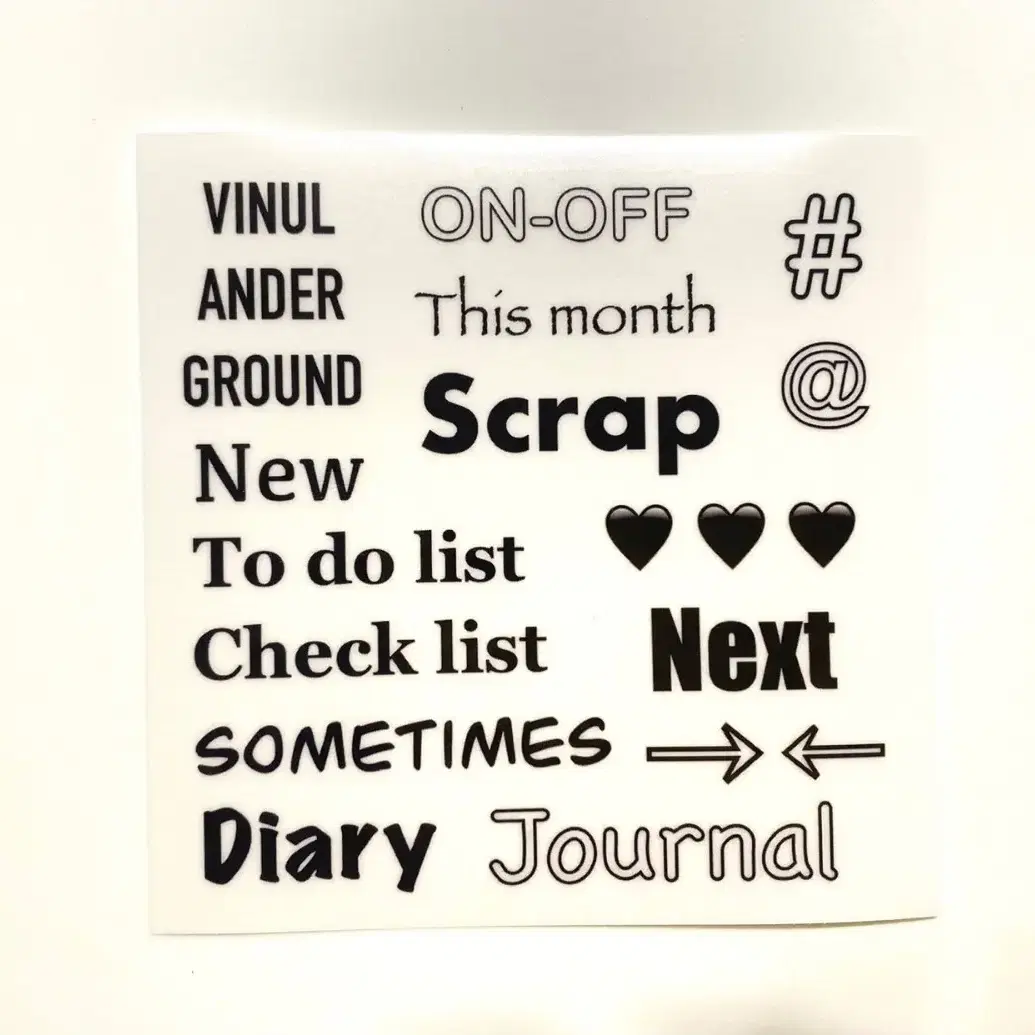 VINUL
ANDER
GROUND
New
To do list
Check list
SOMETIMES
Diary
Journal
ON-OFF
This month
Scrap
Next
#
@